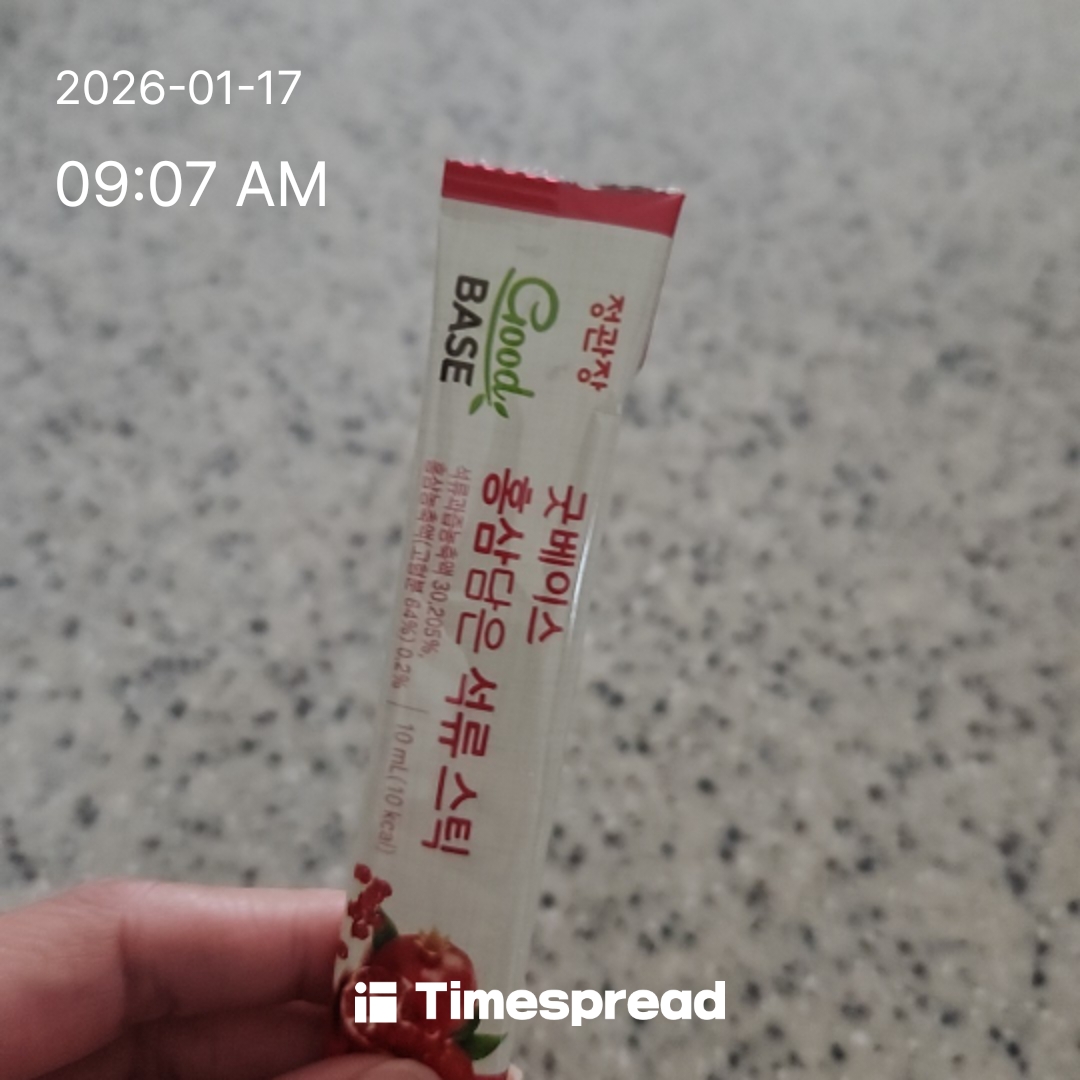 2026-01-17
09:07 AM
정관장
Good
BASE
굿베이스
홍삼담은 석류스틱
석류과즙농축액 30.205%,
홍삼농축액(고형분 64%) 0.2% | 10 mL (10 kcal)
Timespread